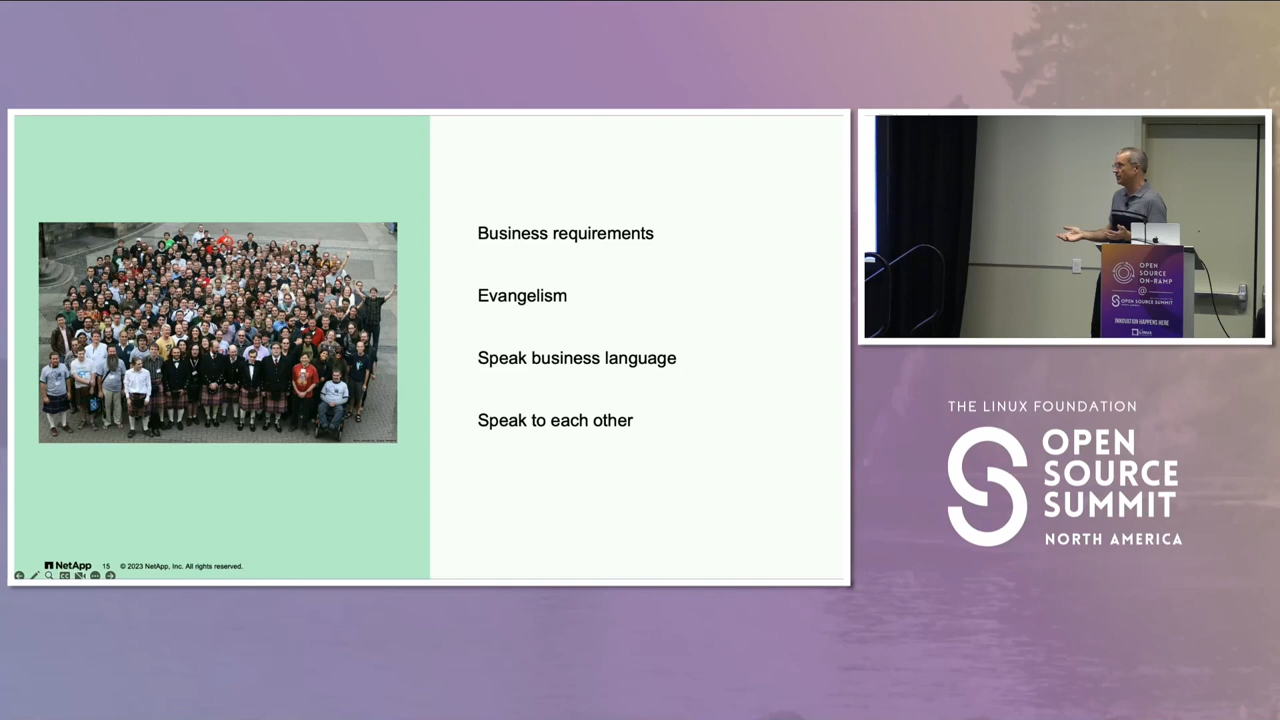 Business requirements
Evangelism
Speak business language
Speak to each other
NetApp 15 © 2023 NetApp, Inc. All rights reserved.
OPEN
SOURCE
ON-RAMP
@
OPEN SOURCE SUMMIT
INNOVATION HAPPENS HERE
THE LINUX FOUNDATION
OPEN
SOURCE
SUMMIT
NORTH AMERICA